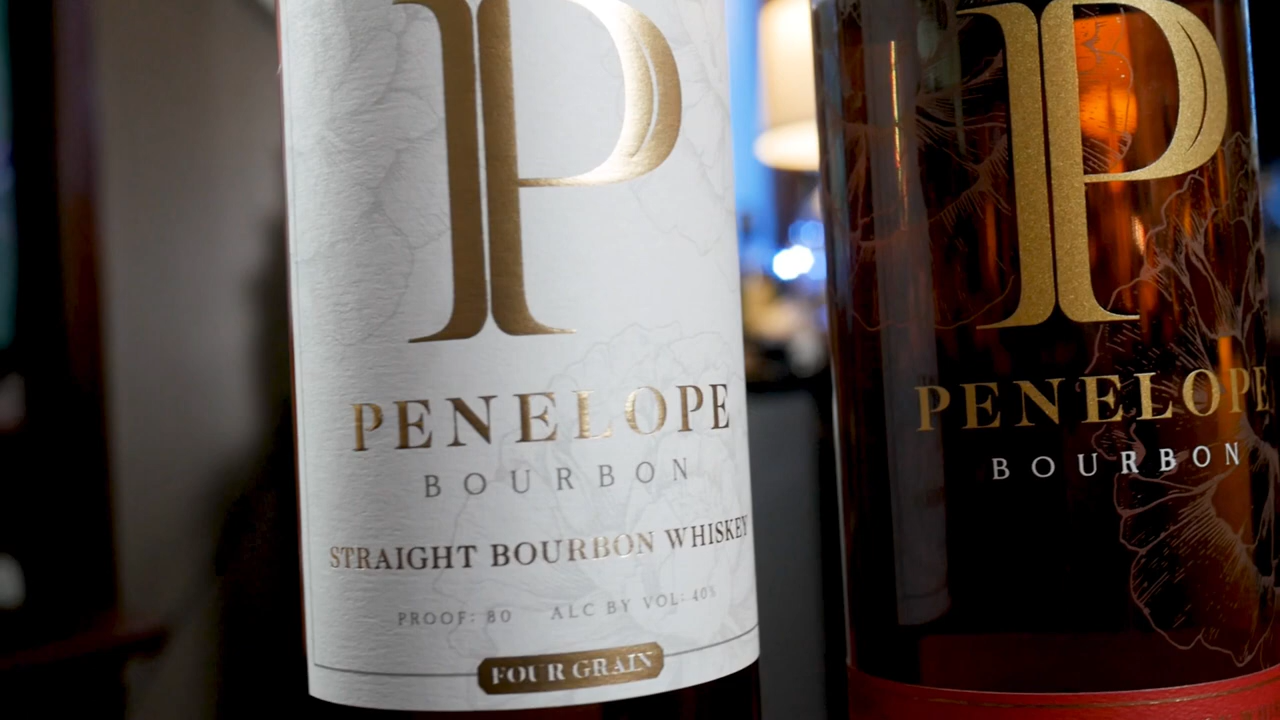 P
PENELOPE
BOURBON
STRAIGHT BOURBON WHISKEY
PROOF: 80 ALC BY VOL: 40%
FOUR GRAIN
P
PENELOPE
BOURBON